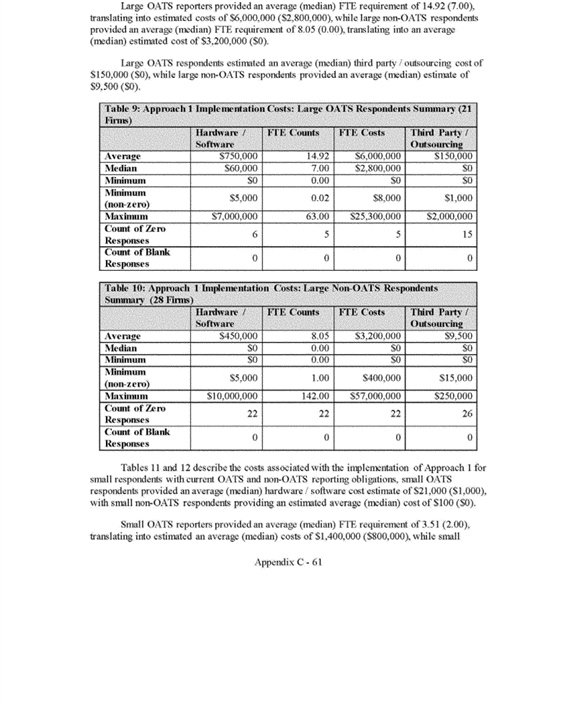 Large OATS reporters provided an average (median) FTE requirement of 14.92 (7.00),
translating into estimated costs of $6,000,000 ($2,800,000), while large non-OATS respondents
provided an average (median) FTE requirement of 8.05 (0.00), translating into an average
(median) estimated cost of $3,200,000 ($0).
Large OATS respondents estimated an average (median) third party / outsourcing cost of
$150,000 ($0), while large non-OATS respondents provided an average (median) estimate of
$9,500 ($0).
Table 9: Approach 1 Implementation Costs: Large OATS Respondents Summary (21
Firms)
Hardware / FTE Counts FTE Costs Third Party /
Software Outsourcing
Average $750,000 14.92 $6,000,000 $150,000
Median $60,000 7.00 $2,800,000 $0
Minimum $0 0.00 $0 $0
Minimum
(non-zero) $5,000 0.02 $8,000 $1,000
Maximum $7,000,000 63.00 $25,300,000 $2,000,000
Count of Zero
Responses 6 5 5 15
Count of Blank
Responses 0 0 0 0
Table 10: Approach 1 Implementation Costs: Large Non-OATS Respondents
Summary (28 Firms)
Hardware / FTE Counts FTE Costs Third Party /
Software Outsourcing
Average $450,000 8.05 $3,200,000 $9,500
Median $0 0.00 $0 $0
Minimum $0 0.00 $0 $0
Minimum
(non-zero) $5,000 1.00 $400,000 $15,000
Maximum $10,000,000 142.00 $57,000,000 $250,000
Count of Zero
Responses 22 22 22 26
Count of Blank
Responses 0 0 0 0
Tables 11 and 12 describe the costs associated with the implementation of Approach 1 for
small respondents with current OATS and non-OATS reporting obligations, small OATS
respondents provided an average (median) hardware / software cost estimate of $21,000 ($1,000),
with small non-OATS respondents providing an estimated average (median) cost of $100 ($0).
Small OATS reporters provided an average (median) FTE requirement of 3.51 (2.00),
translating into estimated an average (median) costs of $1,400,000 ($800,000), while small
Appendix C - 61